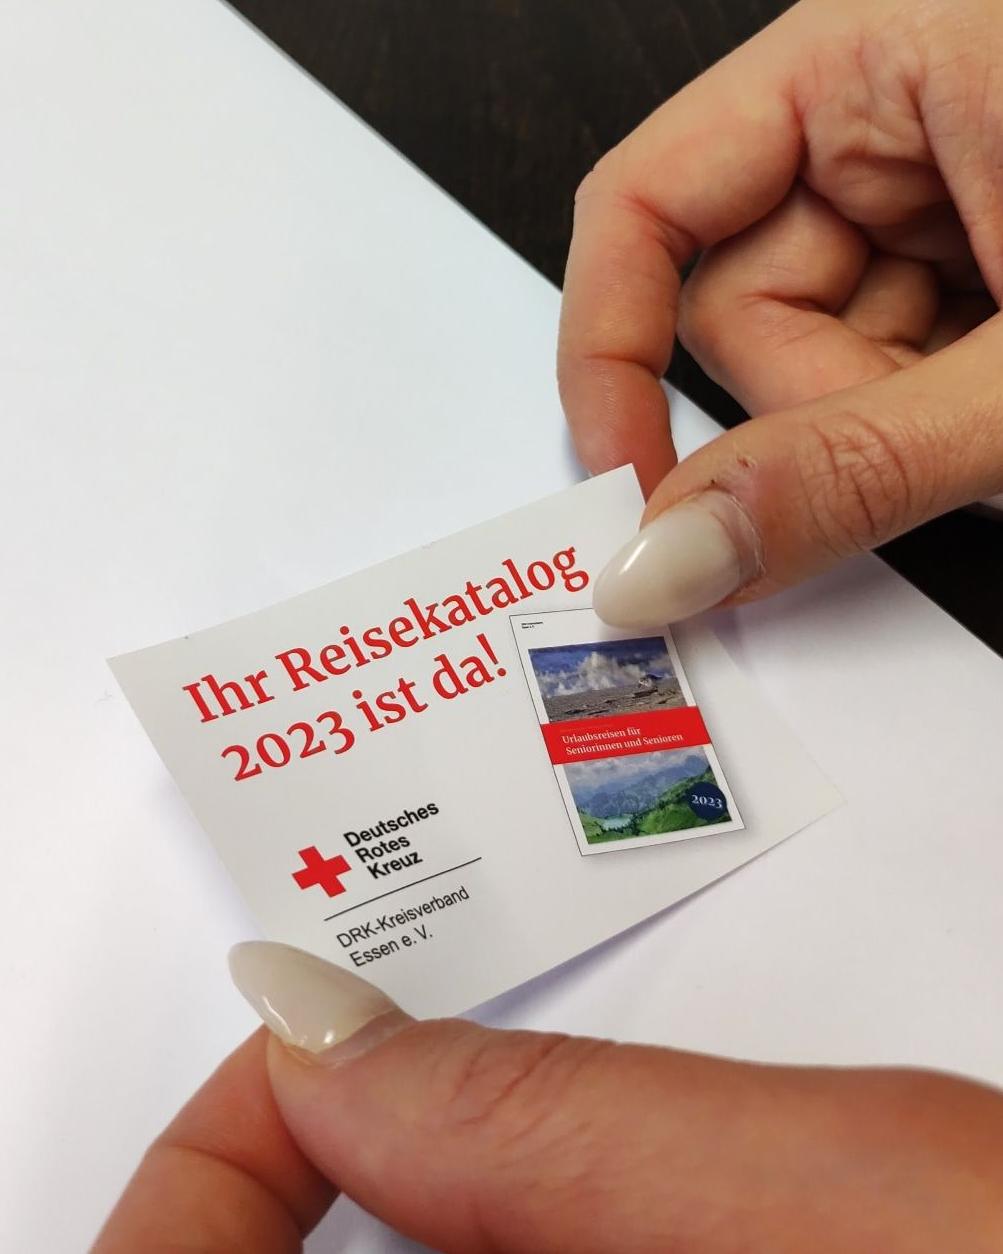 Ihr Reisekatalog
2023 ist da!
Deutsches
Rotes
Kreuz
DRK-Kreisverband
Essen e. V.
Urlaubsreisen für
Seniorinnen und Senioren
2023